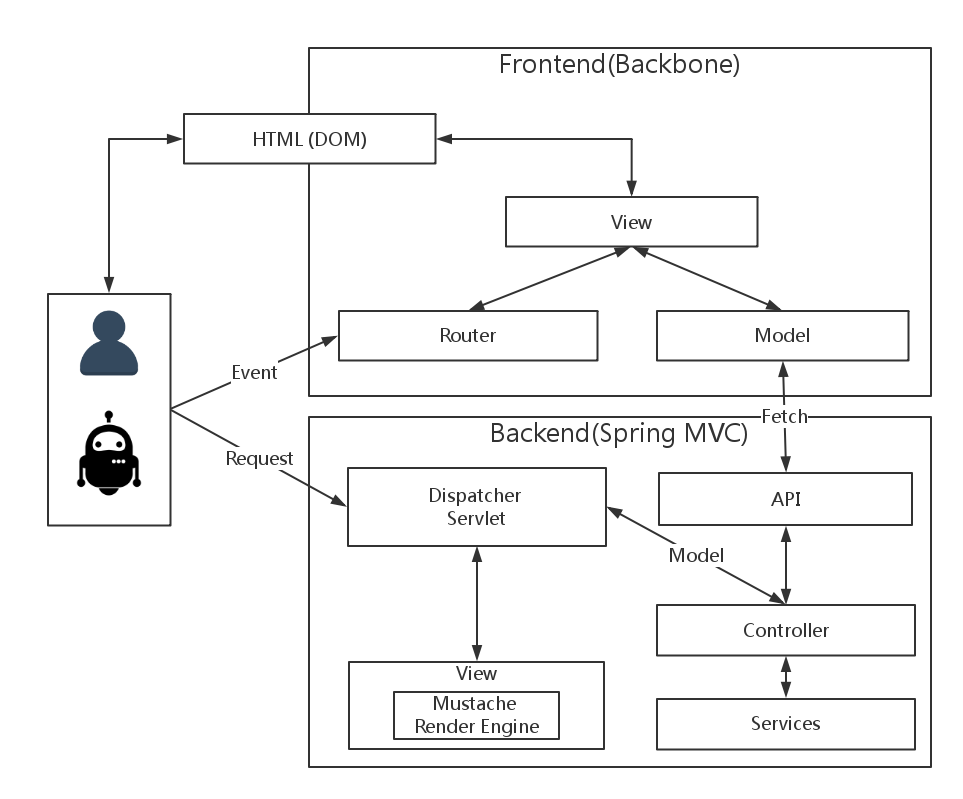 Frontend(Backbone)
HTML (DOM)
View
Router
Model
Event
Fetch
Backend(Spring MVC)
Request
Dispatcher
Servlet
API
Model
Controller
View
Mustache
Render Engine
Services